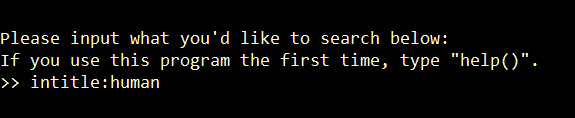 Please input what you'd like to search below:
If you use this program the first time, type "help()".
>> intitle:human